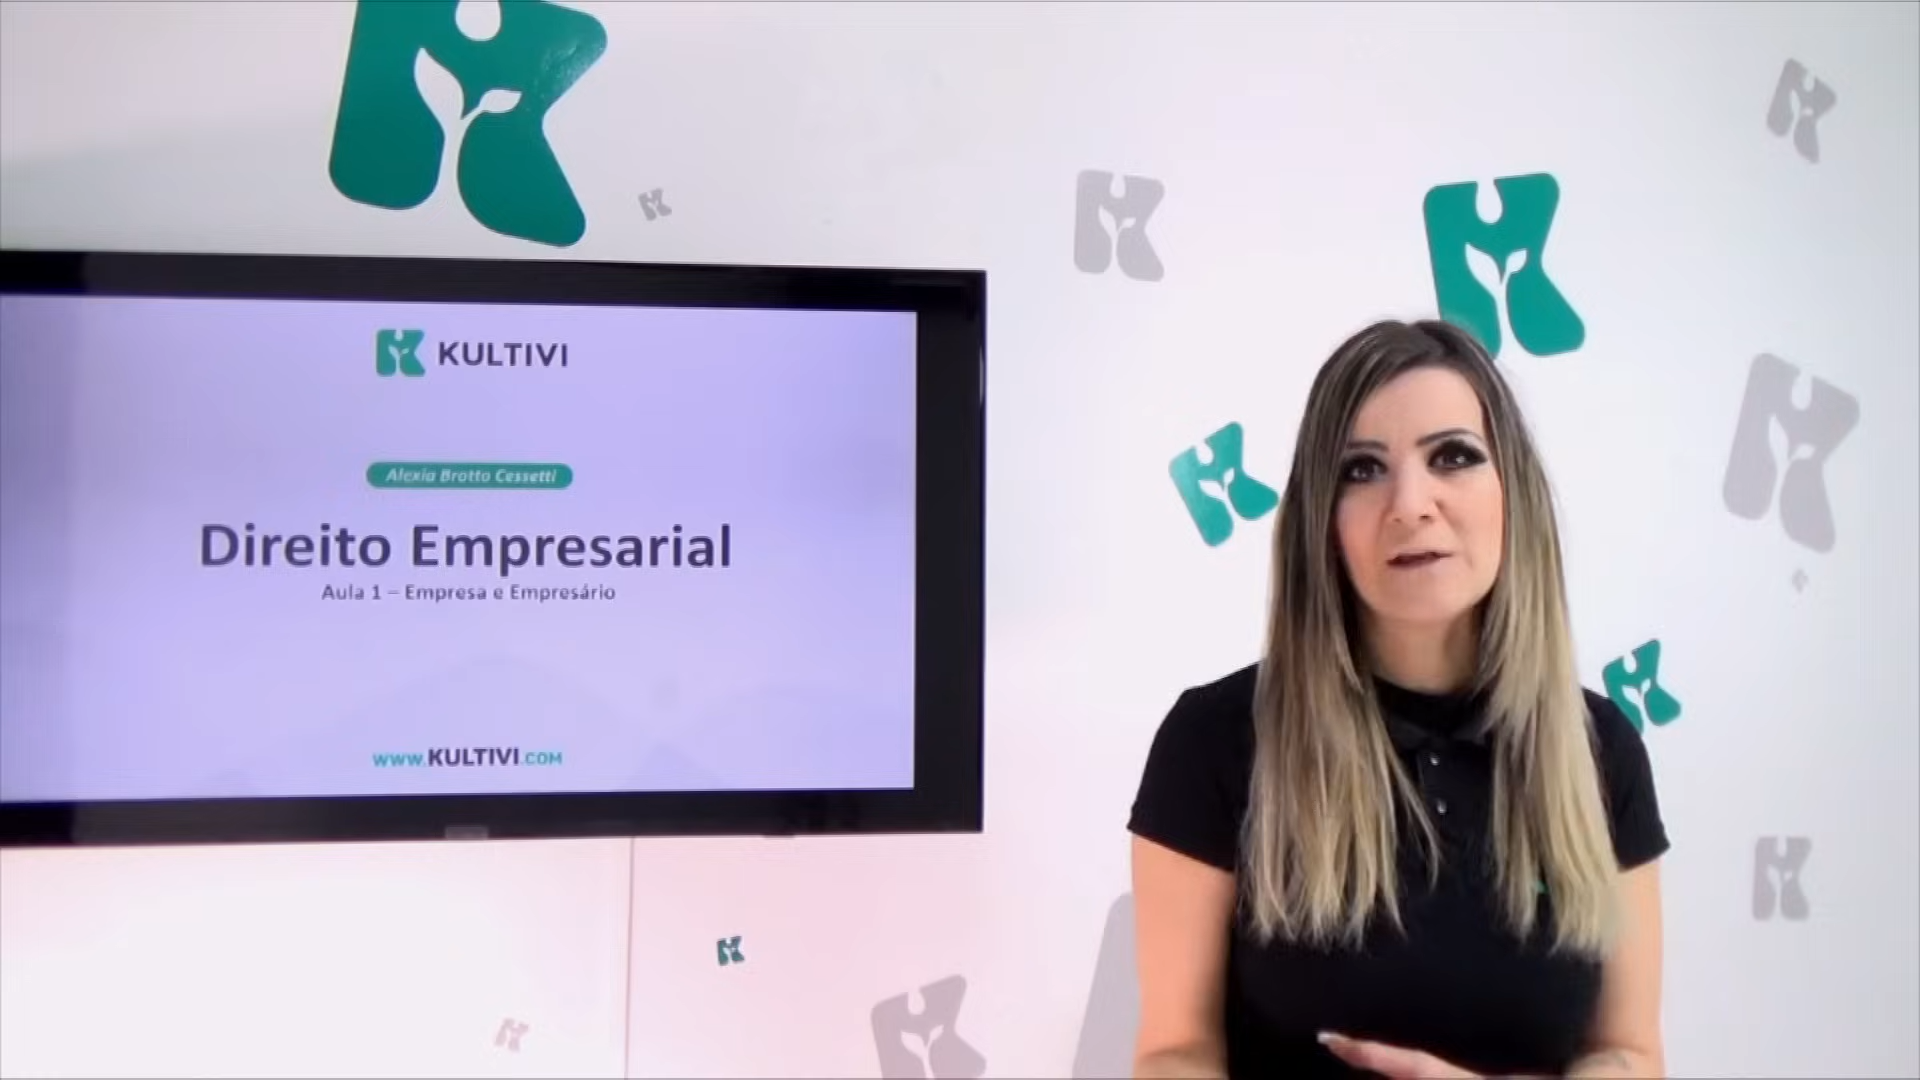 KULTIVI
Alexia Brotto Cessetti
Direito Empresarial
Aula 1 – Empresa e Empresário
www.KULTIVI.COM